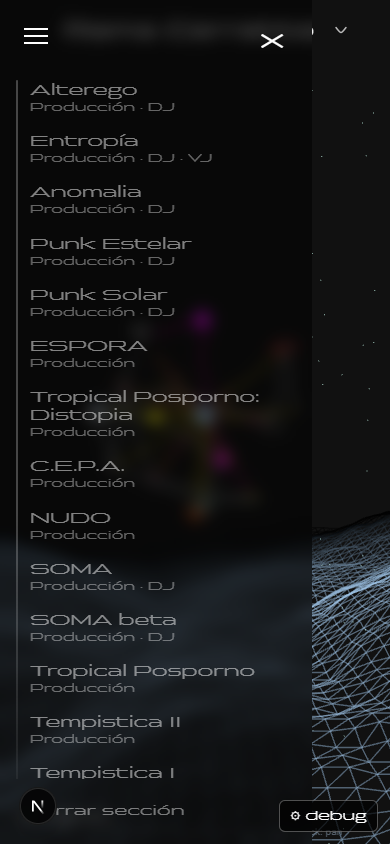 Alterego
Producción · DJ
Entropía
Producción · DJ · VJ
Anomalia
Producción · DJ
Punk Estelar
Producción · DJ
Punk Solar
Producción · DJ
ESPORA
Producción
Tropical Posporno:
Distopia
Producción
C.E.P.A.
Producción
NUDO
Producción
SOMA
Producción · DJ
SOMA beta
Producción · DJ
Tropical Posporno
Producción
Tempistica II
Producción
Tempistica I
N
rrar sección
debug